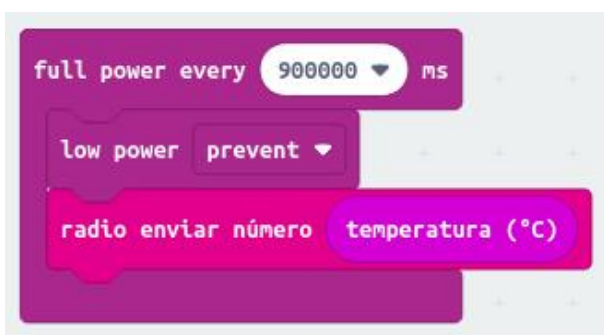 full power every 900000 ms
low power prevent
radio enviar número temperatura (°C)